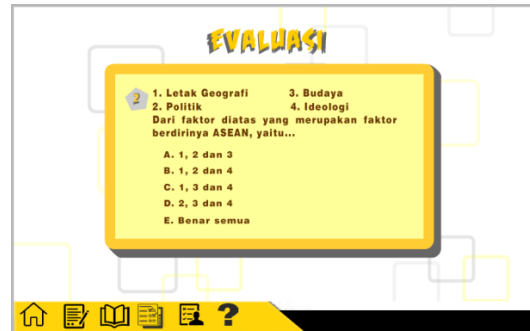 EVALUASI
2
1. Letak Geografi 3. Budaya
2. Politik 4. Ideologi
Dari faktor diatas yang merupakan faktor
berdirinya ASEAN, yaitu...
A. 1, 2 dan 3
B. 1, 2 dan 4
C. 1, 3 dan 4
D. 2, 3 dan 4
E. Benar semua
?